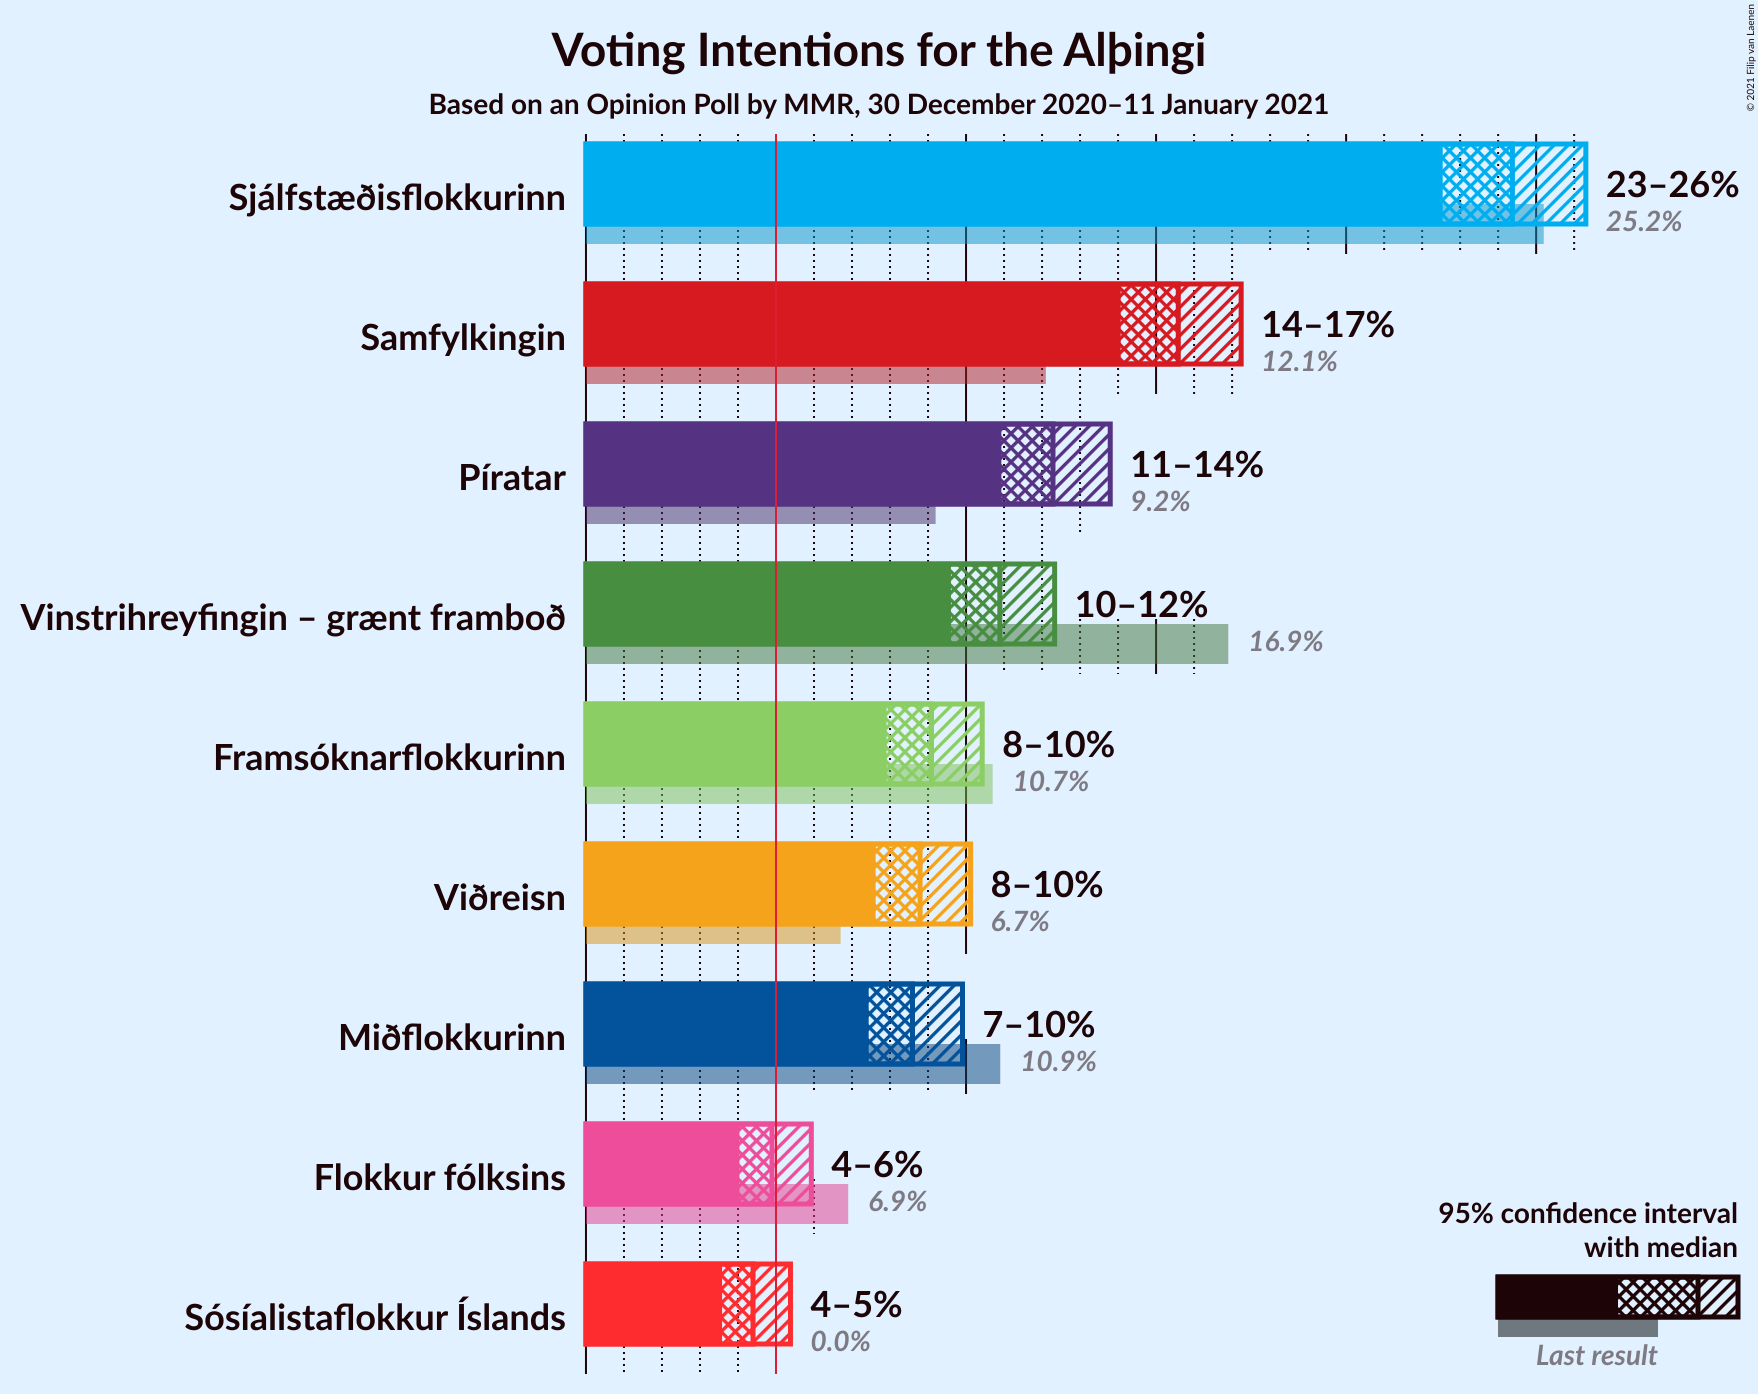 Voting Intentions for the Alþingi
Based on an Opinion Poll by MMR, 30 December 2020–11 January 2021
© 2021 Filip van Laenen
Sjálfstæðisflokkurinn
23–26%
25.2%
Samfylkingin
14–17%
12.1%
Píratar
11–14%
9.2%
Vinstrihreyfingin – grænt framboð
10–12%
16.9%
Framsóknarflokkurinn
8–10%
10.7%
Viðreisn
8–10%
6.7%
Miðflokkurinn
7–10%
10.9%
Flokkur fólksins
4–6%
6.9%
Sósíalistaflokkur Íslands
4–5%
0.0%
95% confidence interval
with median
Last result